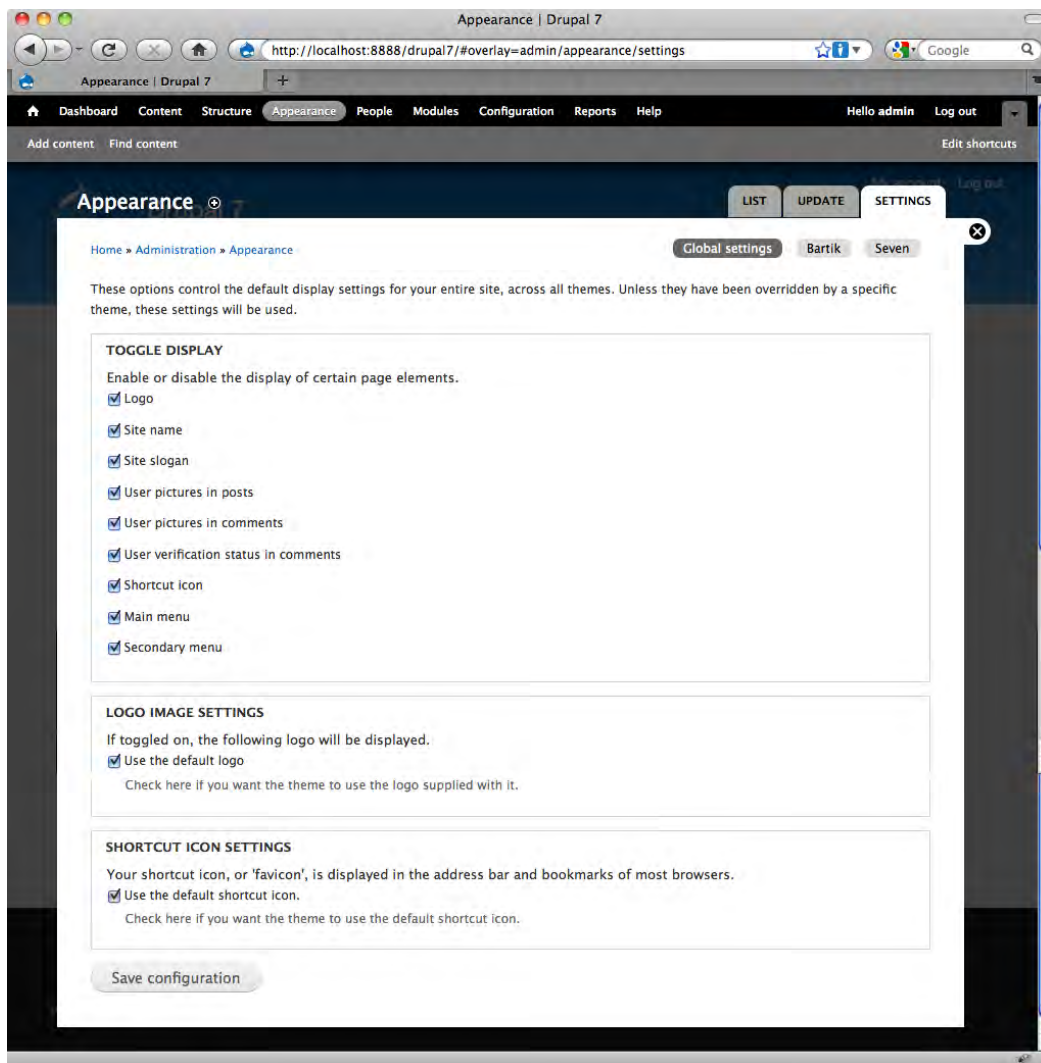 Appearance | Drupal 7
http://localhost:8888/drupal7/#overlay=admin/appearance/settings
Google
Appearance | Drupal 7
Dashboard Content Structure Appearance People Modules Configuration Reports Help Hello admin Log out
Add content Find content Edit shortcuts
Log out
Drupal 7
Appearance
LIST UPDATE SETTINGS
Home » Administration » Appearance
Global settings Bartik Seven
These options control the default display settings for your entire site, across all themes. Unless they have been overridden by a specific
theme, these settings will be used.
TOGGLE DISPLAY
Enable or disable the display of certain page elements.
Logo
Site name
Site slogan
User pictures in posts
User pictures in comments
User verification status in comments
Shortcut icon
Main menu
Secondary menu
LOGO IMAGE SETTINGS
If toggled on, the following logo will be displayed.
Use the default logo
Check here if you want the theme to use the logo supplied with it.
SHORTCUT ICON SETTINGS
Your shortcut icon, or 'favicon', is displayed in the address bar and bookmarks of most browsers.
Use the default shortcut icon.
Check here if you want the theme to use the default shortcut icon.
Save configuration